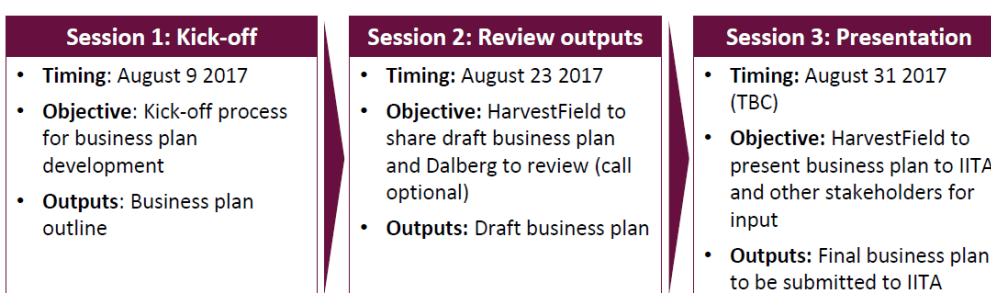 Session 1: Kick-off
• Timing: August 9 2017
• Objective: Kick-off process
for business plan
development
• Outputs: Business plan
outline
Session 2: Review outputs
• Timing: August 23 2017
• Objective: HarvestField to
share draft business plan
and Dalberg to review (call
optional)
• Outputs: Draft business plan
Session 3: Presentation
• Timing: August 31 2017
(TBC)
• Objective: HarvestField to
present business plan to IITA
and other stakeholders for
input
• Outputs: Final business plan
to be submitted to IITA